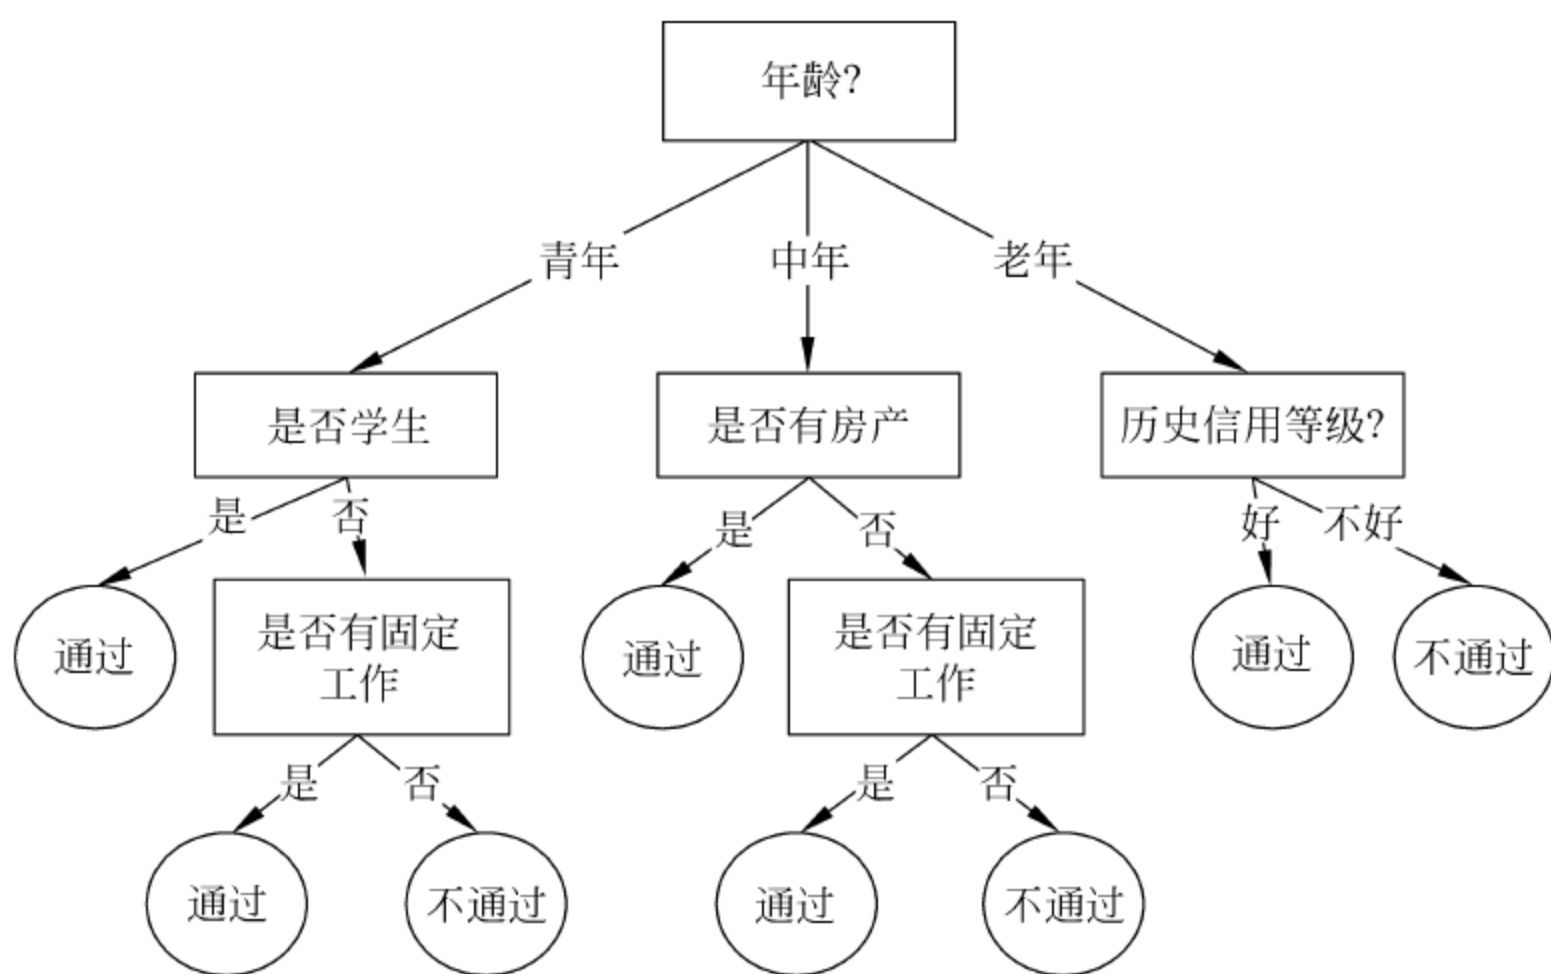 年龄?
青年
中年
老年
是否学生
是否有房产
历史信用等级?
是
否
是
否
好
不好
通过
是否有固定
工作
通过
是否有固定
工作
通过
不通过
是
否
是
否
通过
不通过
通过
不通过